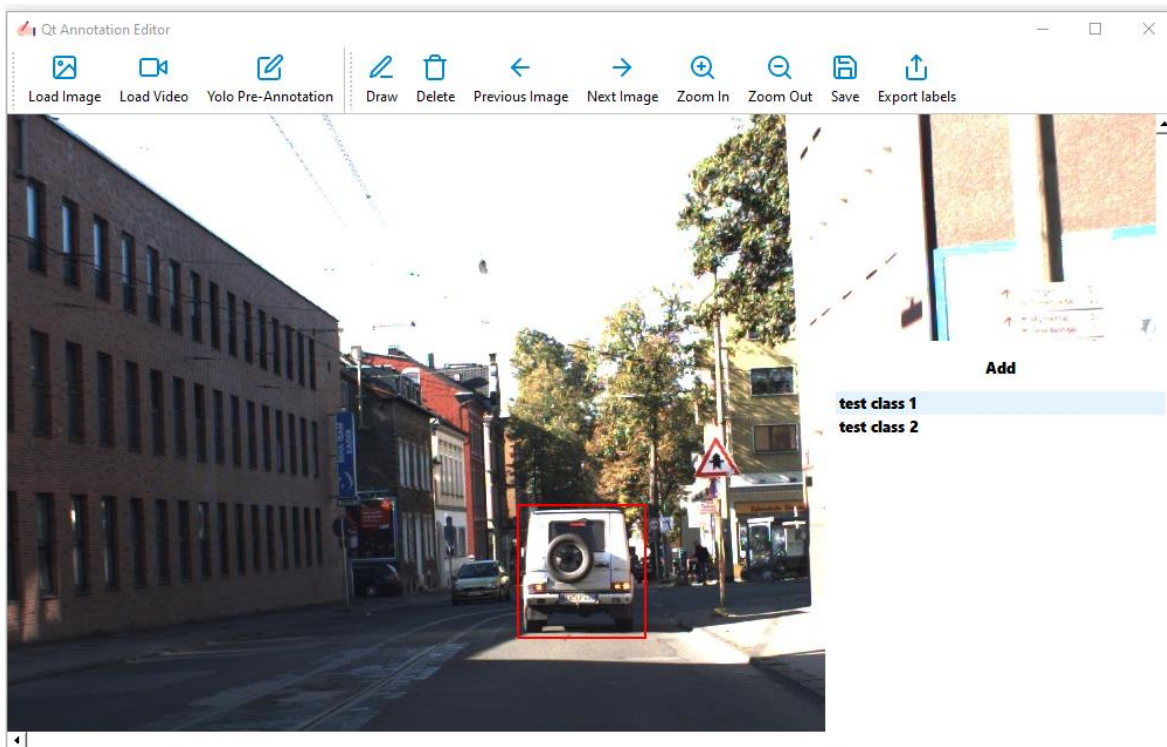 Qt Annotation Editor
Load Image Load Video Yolo Pre-Annotation Draw Delete Previous Image Next Image Zoom In Zoom Out Save Export labels
Add
test class 1
test class 2